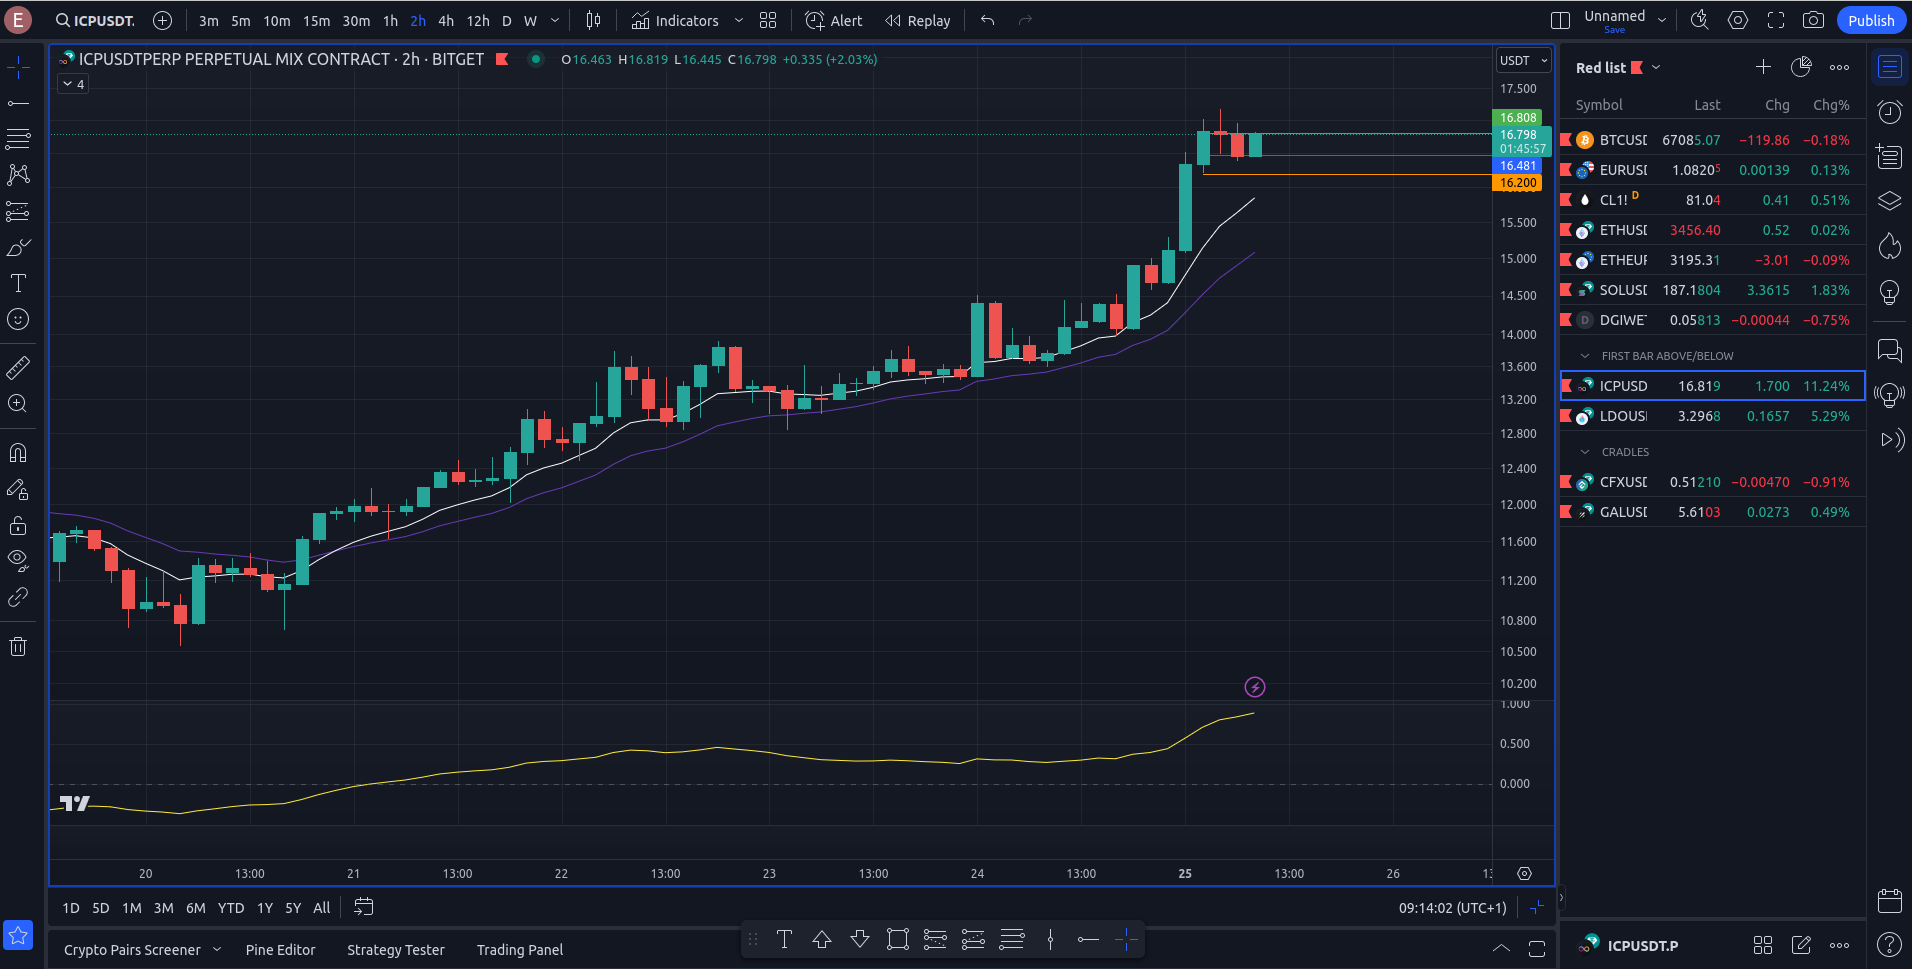 E
ICPUSDT.
3m 5m 10m 15m 30m 1h 2h 4h 12h D W
Indicators
Alert
Replay
Unnamed
Save
Publish
ICPUSDTPERP PERPETUAL MIX CONTRACT · 2h · BITGET
O16.463 H16.819 L16.445 C16.798 +0.335 (+2.03%)
4
USDT
17.500
16.808
16.798
01:45:57
16.481
16.200
15.500
15.000
14.500
14.000
13.600
13.200
12.800
12.400
12.000
11.600
11.200
10.800
10.500
10.200
1.000
0.500
0.000
20 13:00 21 13:00 22 13:00 23 13:00 24 13:00 25 13:00 26
1D 5D 1M 3M 6M YTD 1Y 5Y All
09:14:02 (UTC+1)
Crypto Pairs Screener
Pine Editor
Strategy Tester
Trading Panel
Red list
Symbol Last Chg Chg%
BTCUSD 67085.07 −119.86 −0.18%
EURUSD 1.08205 0.00139 0.13%
CL1! D 81.04 0.41 0.51%
ETHUSD 3456.40 0.52 0.02%
ETHEUR 3195.31 −3.01 −0.09%
SOLUSD 187.1804 3.3615 1.83%
D DGIWET 0.05813 −0.00044 −0.75%
FIRST BAR ABOVE/BELOW
ICPUSD 16.819 1.700 11.24%
LDOUS 3.2968 0.1657 5.29%
CRADLES
CFXUSD 0.51210 −0.00470 −0.91%
GALUSD 5.6103 0.0273 0.49%
ICPUSDT.P